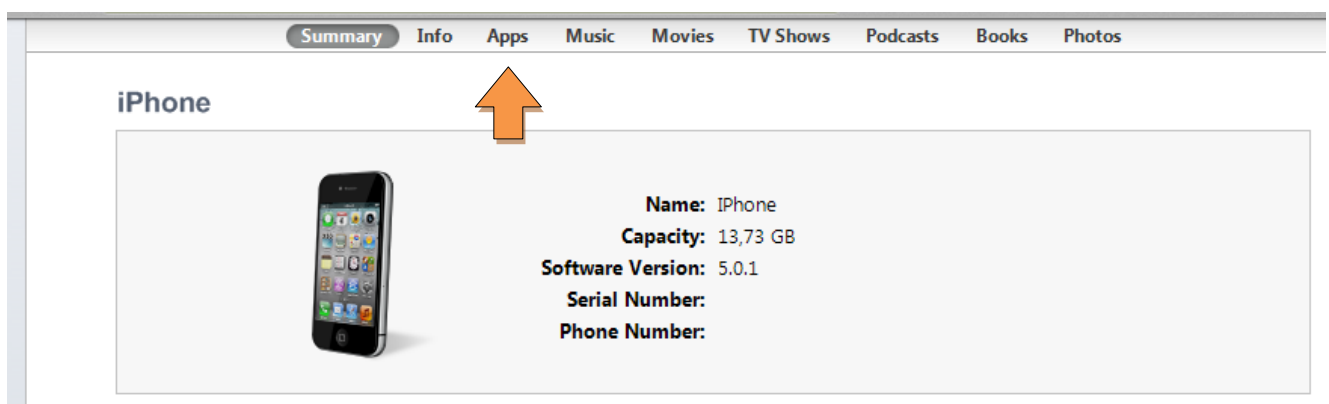 Summary Info Apps Music Movies TV Shows Podcasts Books Photos
iPhone
Name: IPhone
Capacity: 13,73 GB
Software Version: 5.0.1
Serial Number:
Phone Number: